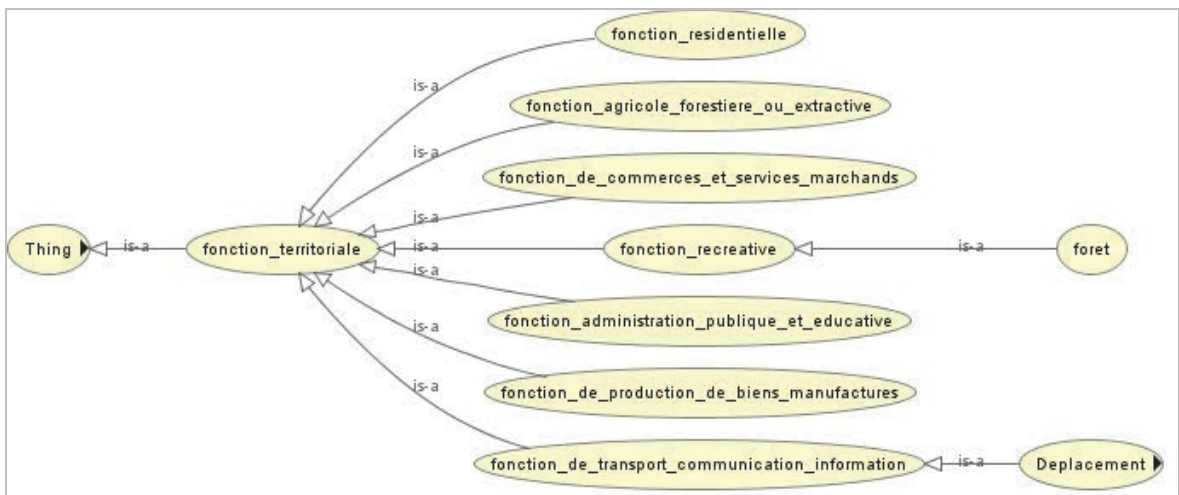 fonction_residentielle
is-a
fonction_agricole_forestiere_ou_extractive
is-a
fonction_de_commerces_et_services_marchands
is-a
Thing
is-a
fonction_territoriale
is-a
fonction_recreative
is-a
foret
is-a
fonction_administration_publique_et_educative
is-a
fonction_de_production_de_biens_manufactures
is-a
fonction_de_transport_communication_information
is-a
Deplacement